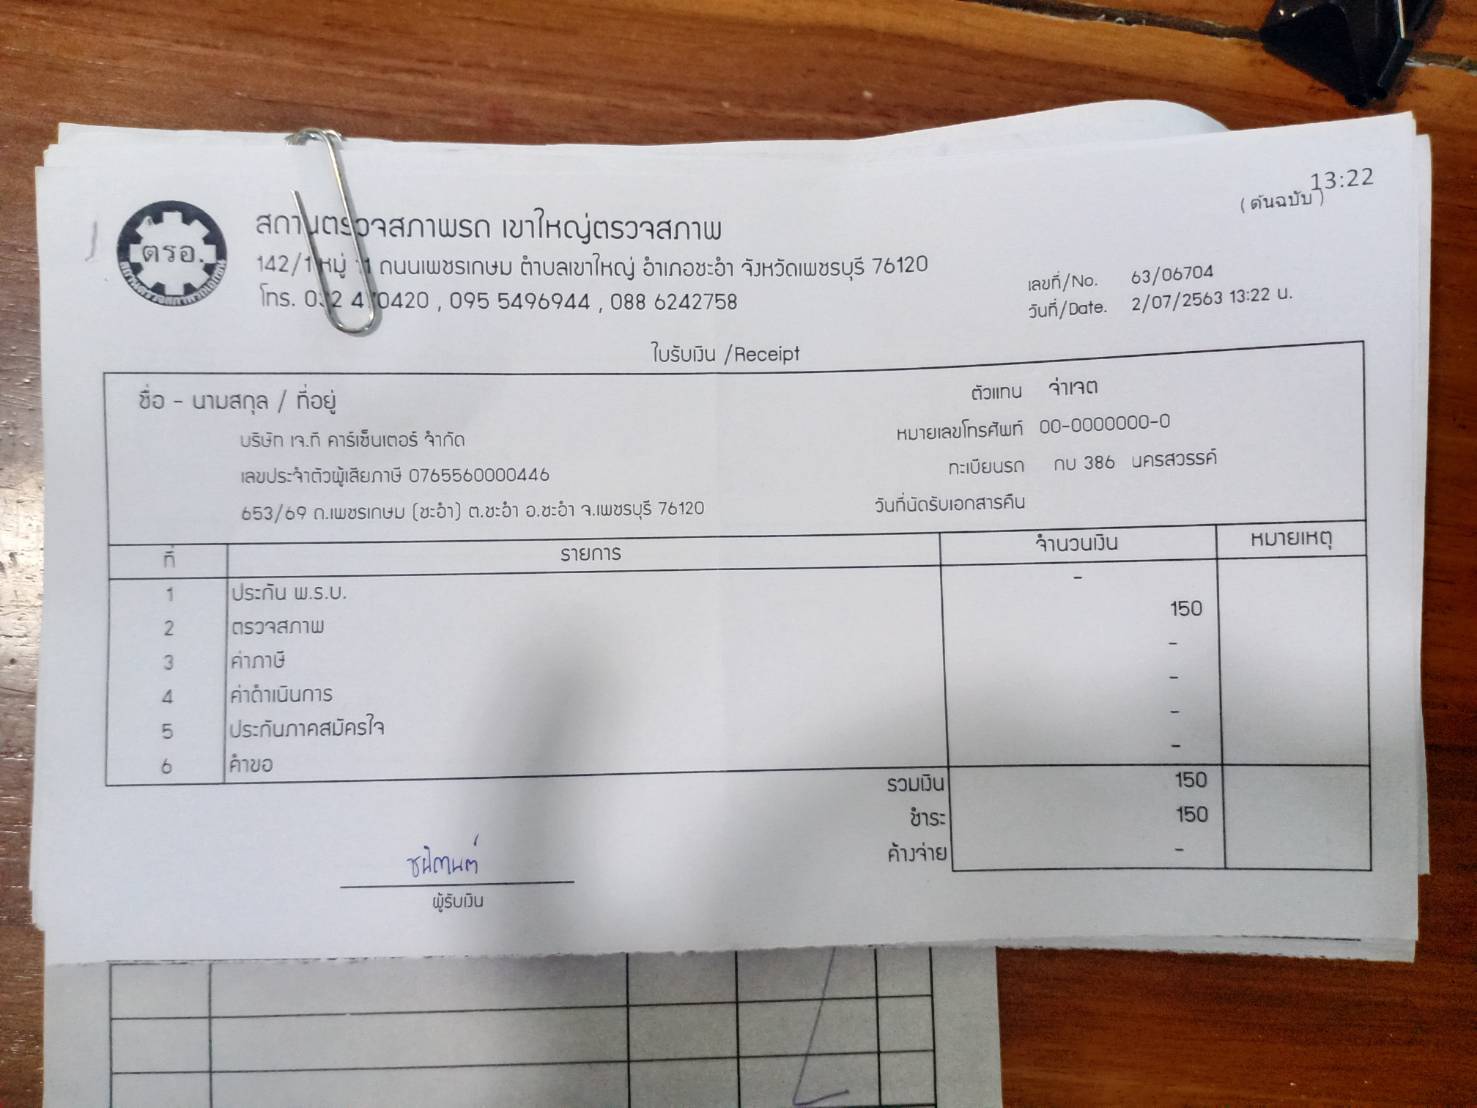 13:22
(ต้นฉบับ)
ตรอ.
สถานตรวจสภาพรถ เขาใหญ่ตรวจสภาพ
142/1 หมู่ 11 ถนนเพชรเกษม ตำบลเขาใหญ่ อำเภอชะอำ จังหวัดเพชรบุรี 76120
โทร. 0420 , 095 5496944 , 088 6242758
เลขที่/No. 63/06704
วันที่/Date. 2/07/2563 13:22 น.
ใบรับเงิน /Receipt
ชื่อ - นามสกุล / ที่อยู่
บริษัท เจ.ที คาร์เซ็นเตอร์ จำกัด
เลขประจำตัวผู้เสียภาษี 0765560000446
653/69 ถ.เพชรเกษม (ชะอำ) ต.ชะอำ อ.ชะอำ จ.เพชรบุรี 76120
ตัวแทน จ่าเจต
หมายเลขโทรศัพท์ 00-0000000-0
ทะเบียนรถ กบ 386 นครสวรรค์
วันที่นัดรับเอกสารคืน
ที่ รายการ จำนวนเงิน หมายเหตุ
1 ประกัน พ.ร.บ. -
2 ตรวจสภาพ 150
3 ค่าภาษี -
4 ค่าดำเนินการ -
5 ประกันภาคสมัครใจ -
6 คำขอ -
รวมเงิน 150
ชำระ 150
ค้างจ่าย -
ผู้รับเงิน